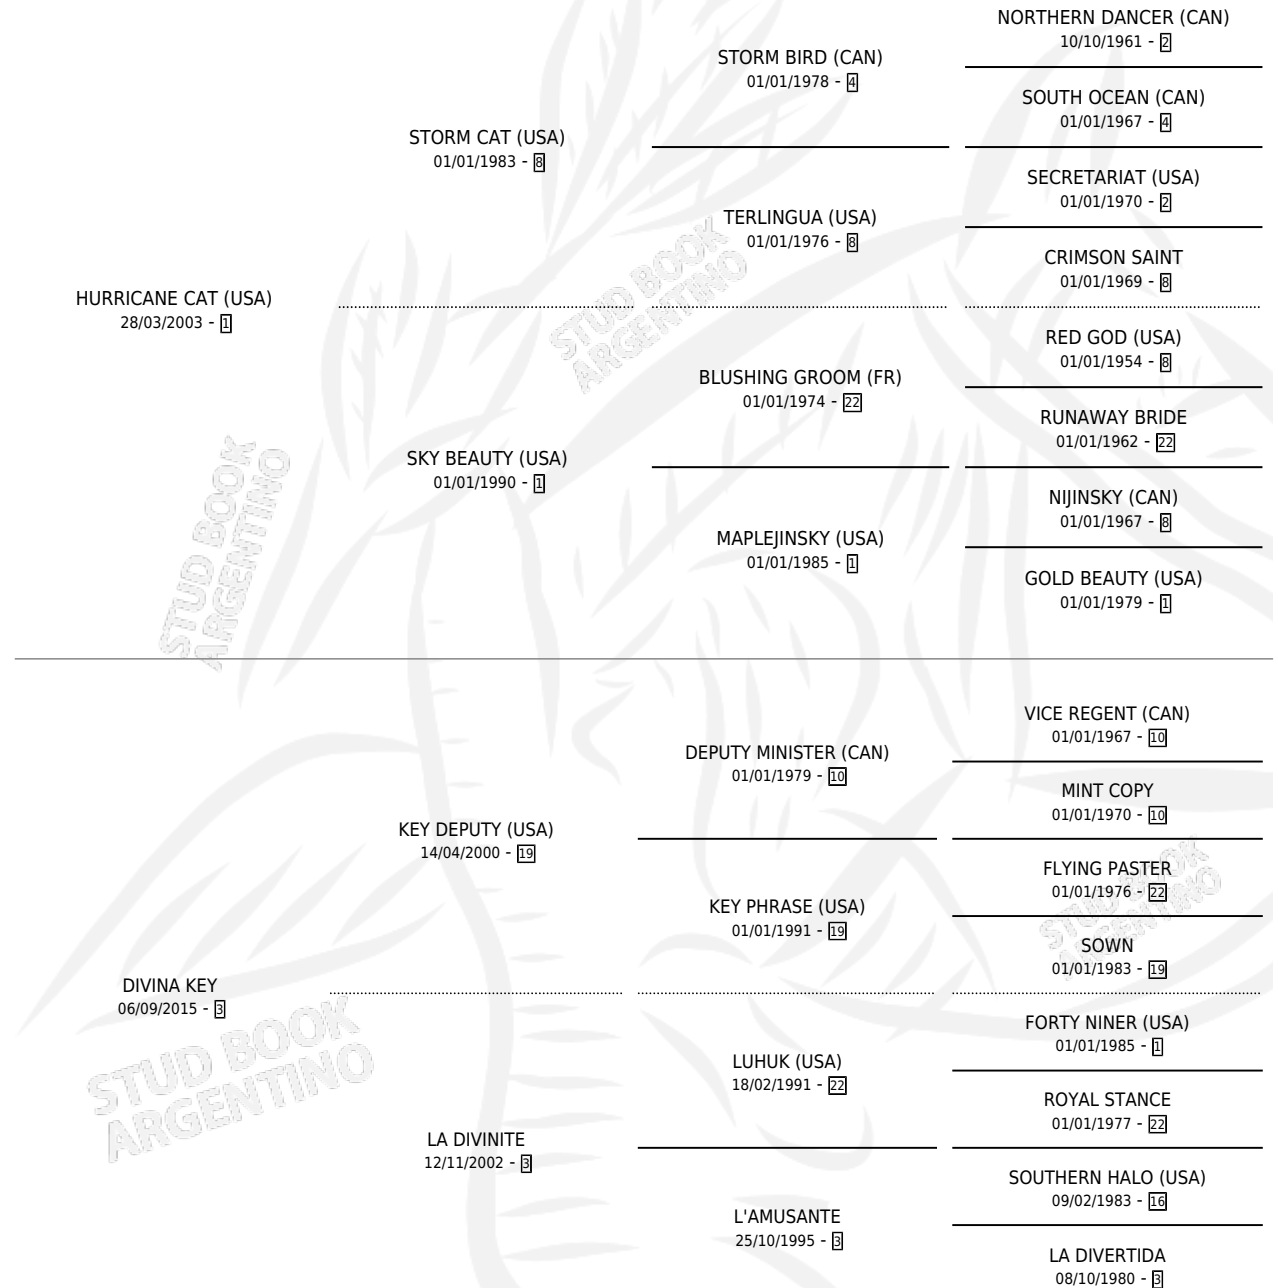 NORTHERN DANCER (CAN)
10/10/1961 - 2
STORM BIRD (CAN)
01/01/1978 - 4
SOUTH OCEAN (CAN)
01/01/1967 - 4
STORM CAT (USA)
01/01/1983 - 8
SECRETARIAT (USA)
01/01/1970 - 2
TERLINGUA (USA)
01/01/1976 - 8
CRIMSON SAINT
01/01/1969 - 8
HURRICANE CAT (USA)
28/03/2003 - 1
RED GOD (USA)
01/01/1954 - 8
BLUSHING GROOM (FR)
01/01/1974 - 22
RUNAWAY BRIDE
01/01/1962 - 22
SKY BEAUTY (USA)
01/01/1990 - 1
NIJINSKY (CAN)
01/01/1967 - 8
MAPLEJINSKY (USA)
01/01/1985 - 1
GOLD BEAUTY (USA)
01/01/1979 - 1
VICE REGENT (CAN)
01/01/1967 - 10
DEPUTY MINISTER (CAN)
01/01/1979 - 10
MINT COPY
01/01/1970 - 10
KEY DEPUTY (USA)
14/04/2000 - 19
FLYING PASTER
01/01/1976 - 22
KEY PHRASE (USA)
01/01/1991 - 19
SOWN
01/01/1983 - 19
DIVINA KEY
06/09/2015 - 3
FORTY NINER (USA)
01/01/1985 - 1
LUHUK (USA)
18/02/1991 - 22
ROYAL STANCE
01/01/1977 - 22
LA DIVINITE
12/11/2002 - 3
SOUTHERN HALO (USA)
09/02/1983 - 16
L'AMUSANTE
25/10/1995 - 3
LA DIVERTIDA
08/10/1980 - 3
STUD BOOK
ARGENTINO
STUD BOOK
ARGENTINO
STUD BOOK
ARGENTINO
STUD BOOK
ARGENTINO